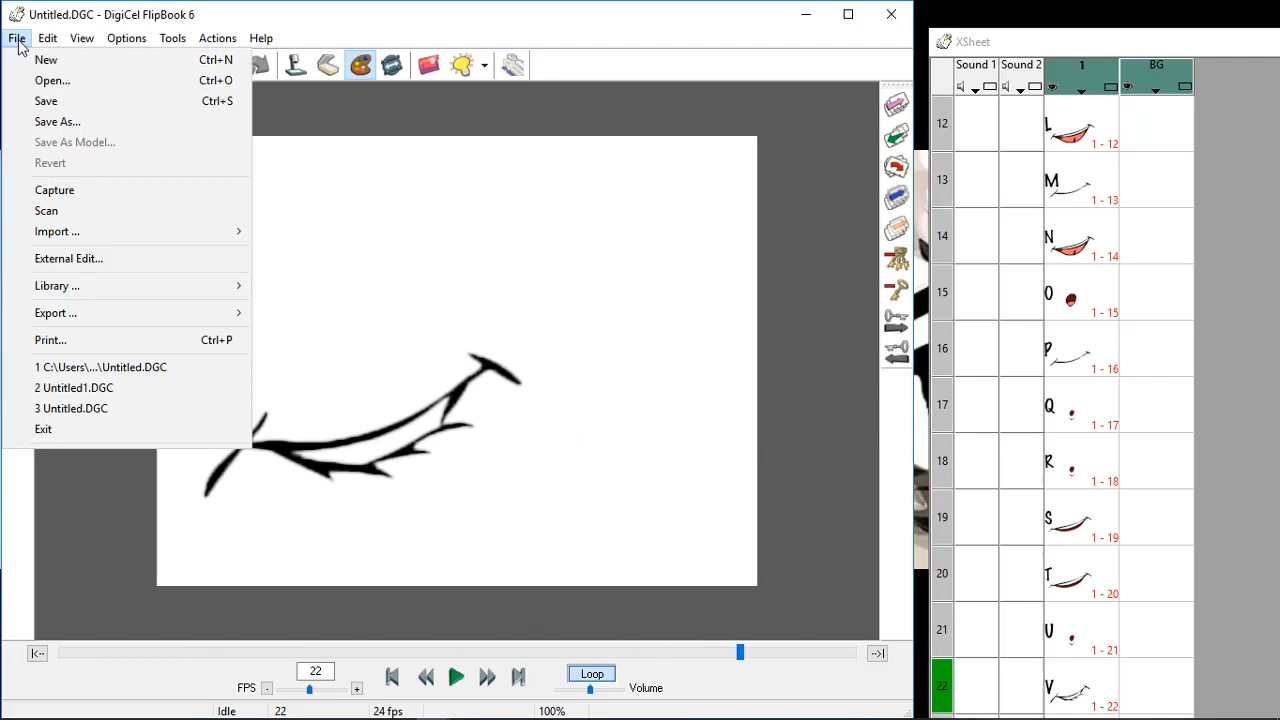 Untitled.DGC - DigiCel FlipBook 6
File Edit View Options Tools Actions Help
New Ctrl+N
Open... Ctrl+O
Save Ctrl+S
Save As...
Save As Model...
Revert
Capture
Scan
Import ...
External Edit...
Library ...
Export ...
Print... Ctrl+P
1 C:\Users\...\Untitled.DGC
2 Untitled1.DGC
3 Untitled.DGC
Exit
22
FPS - + Loop Volume
Idle 22 24 fps 100%
XSheet
Sound 1 Sound 2 1 BG
12 L 1 - 12
13 M 1 - 13
14 N 1 - 14
15 O 1 - 15
16 P 1 - 16
17 Q 1 - 17
18 R 1 - 18
19 S 1 - 19
20 T 1 - 20
21 U 1 - 21
22 V 1 - 22